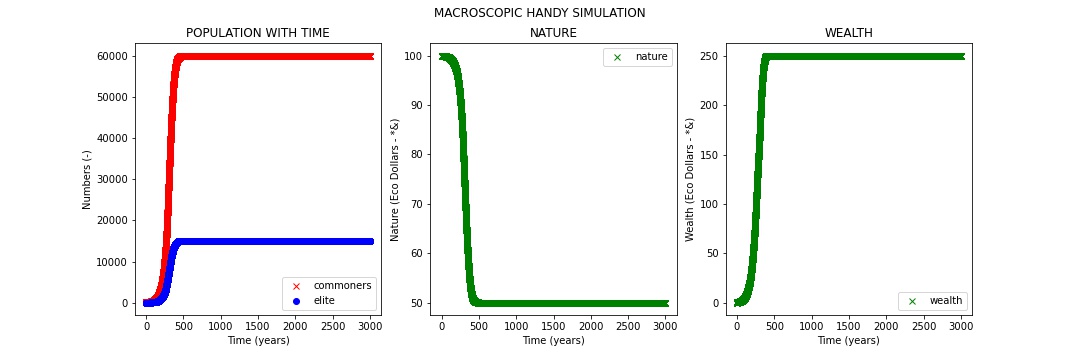 MACROSCOPIC HANDY SIMULATION
POPULATION WITH TIME
Numbers (-)
60000
50000
40000
30000
20000
10000
0
0 500 1000 1500 2000 2500 3000
Time (years)
commoners
elite
NATURE
Nature (Eco Dollars - *&)
100
90
80
70
60
50
0 500 1000 1500 2000 2500 3000
Time (years)
nature
WEALTH
Wealth (Eco Dollars - *&)
250
200
150
100
50
0
0 500 1000 1500 2000 2500 3000
Time (years)
wealth